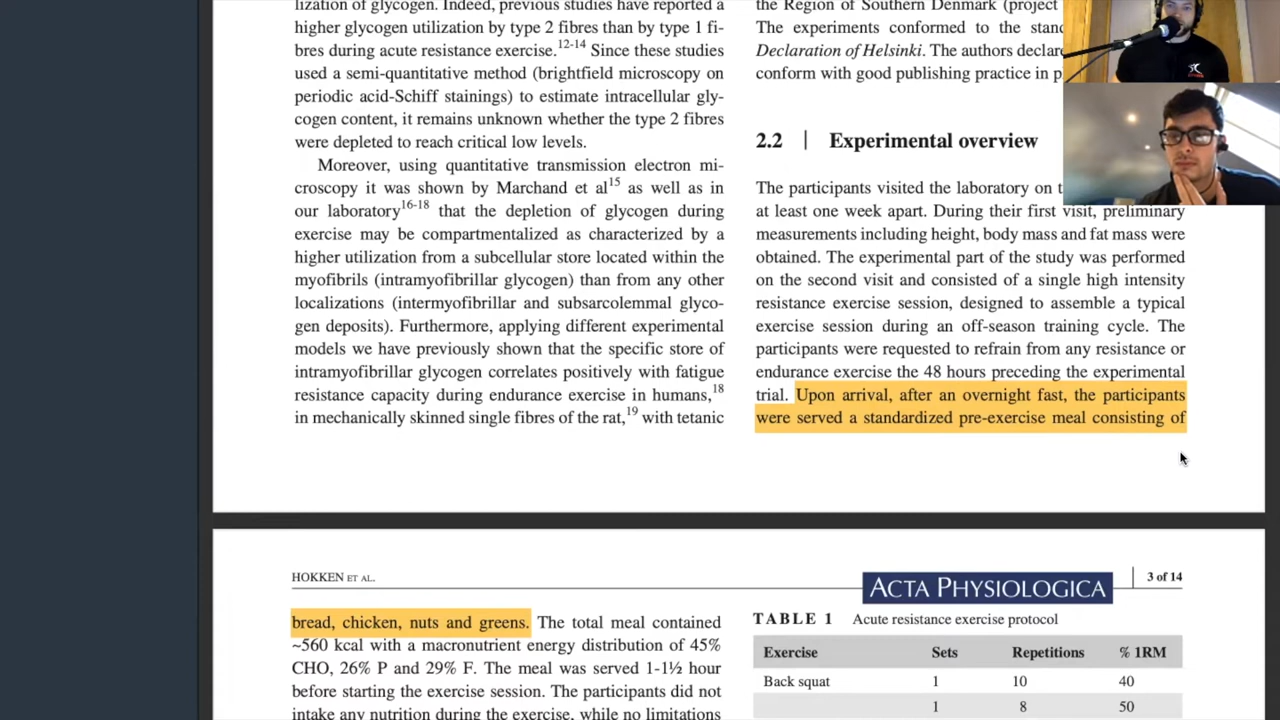 lization of glycogen. Indeed, previous studies have reported a
higher glycogen utilization by type 2 fibres than by type 1 fi-
bres during acute resistance exercise.12-14 Since these studies
used a semi-quantitative method (brightfield microscopy on
periodic acid-Schiff stainings) to estimate intracellular gly-
cogen content, it remains unknown whether the type 2 fibres
were depleted to reach critical low levels.
Moreover, using quantitative transmission electron mi-
croscopy it was shown by Marchand et al15 as well as in
our laboratory16-18 that the depletion of glycogen during
exercise may be compartmentalized as characterized by a
higher utilization from a subcellular store located within the
myofibrils (intramyofibrillar glycogen) than from any other
localizations (intermyofibrillar and subsarcolemmal glyco-
gen deposits). Furthermore, applying different experimental
models we have previously shown that the specific store of
intramyofibrillar glycogen correlates positively with fatigue
resistance capacity during endurance exercise in humans,18
in mechanically skinned single fibres of the rat,19 with tetanic
the Region of Southern Denmark (project
The experiments conformed to the stan
Declaration of Helsinki. The authors declar
conform with good publishing practice in p
2.2 | Experimental overview
The participants visited the laboratory on t
at least one week apart. During their first visit, preliminary
measurements including height, body mass and fat mass were
obtained. The experimental part of the study was performed
on the second visit and consisted of a single high intensity
resistance exercise session, designed to assemble a typical
exercise session during an off-season training cycle. The
participants were requested to refrain from any resistance or
endurance exercise the 48 hours preceding the experimental
trial. Upon arrival, after an overnight fast, the participants
were served a standardized pre-exercise meal consisting of
HOKKEN ET AL.
ACTA PHYSIOLOGICA
3 of 14
bread, chicken, nuts and greens. The total meal contained
~560 kcal with a macronutrient energy distribution of 45%
CHO, 26% P and 29% F. The meal was served 1-1½ hour
before starting the exercise session. The participants did not
intake any nutrition during the exercise, while no limitations
TABLE 1 Acute resistance exercise protocol
Exercise Sets Repetitions % 1RM
Back squat 1 10 40
1 8 50